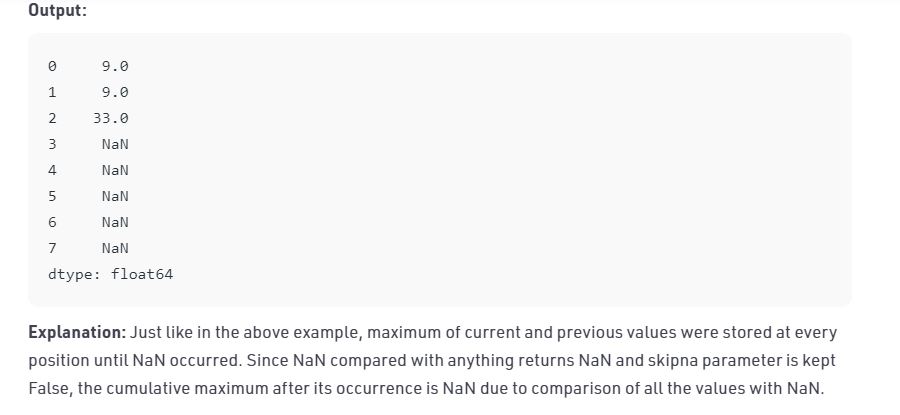 Output:
0 9.0
1 9.0
2 33.0
3 NaN
4 NaN
5 NaN
6 NaN
7 NaN
dtype: float64
Explanation: Just like in the above example, maximum of current and previous values were stored at every
position until NaN occurred. Since NaN compared with anything returns NaN and skipna parameter is kept
False, the cumulative maximum after its occurrence is NaN due to comparison of all the values with NaN.